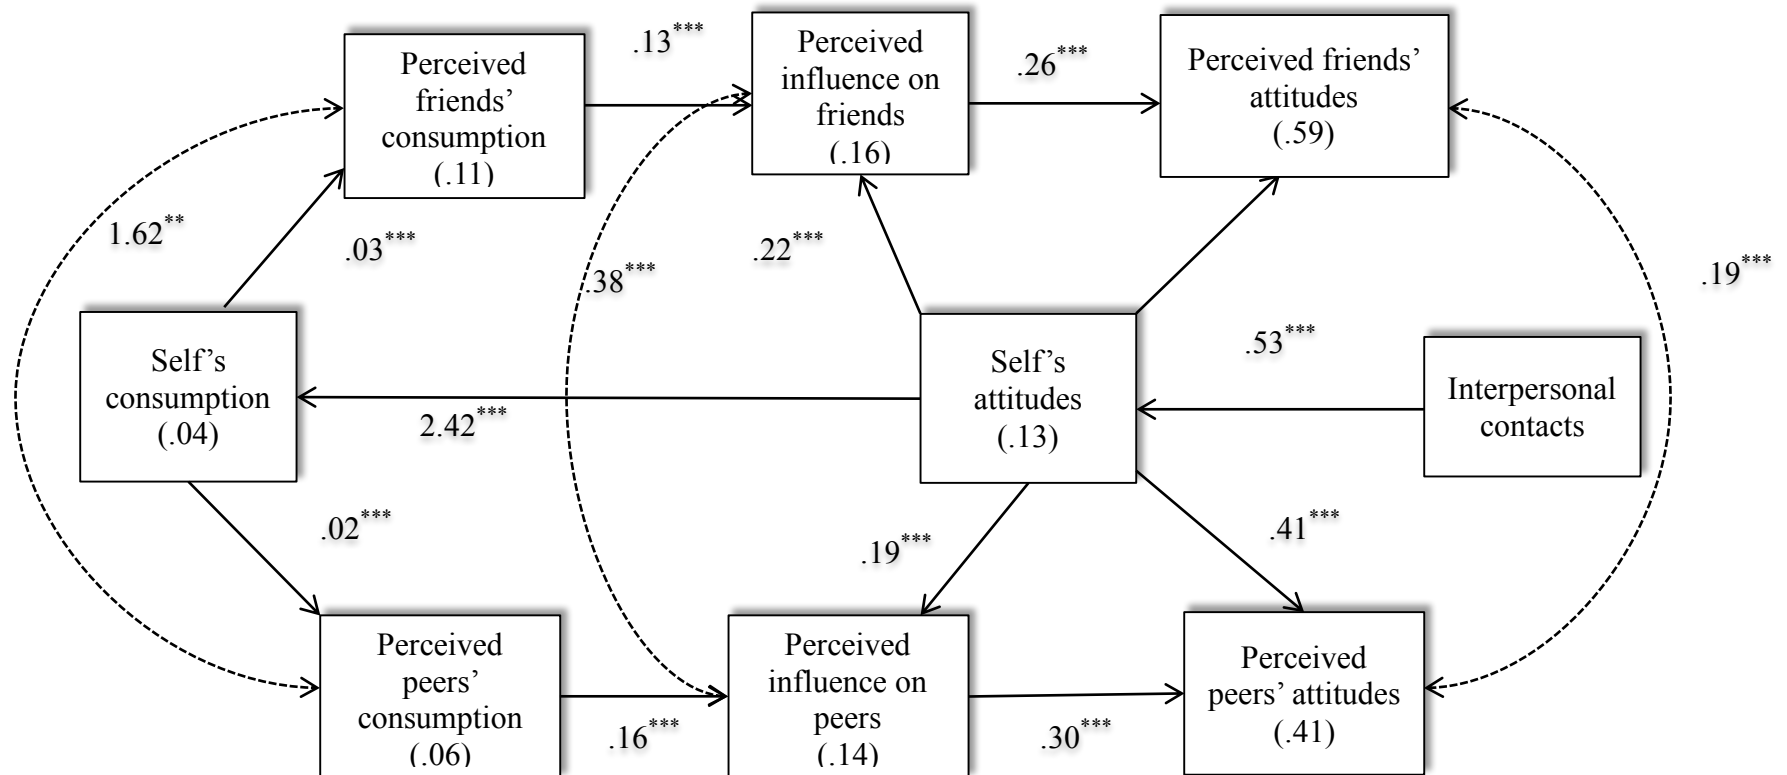 .13***
Perceived
influence on
friends
(.16)
Perceived friends’
attitudes
(.59)
Perceived
friends’
consumption
(.11)
.26***
1.62**
.03***
.38***
.22***
.19***
Self’s
consumption
(.04)
2.42***
Self’s
attitudes
(.13)
.53***
Interpersonal
contacts
.02***
.19***
.41***
Perceived
peers’
consumption
(.06)
.16***
Perceived
influence on
peers
(.14)
.30***
Perceived
peers’ attitudes
(.41)